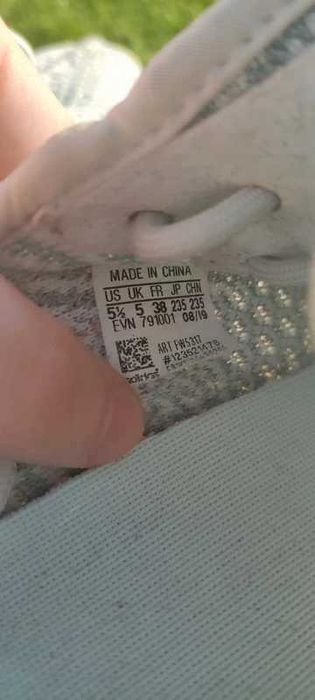 MADE IN CHINA
US UK FR JP CHN
5½ 5 38 235 235
EVN 791001 08/19
ART FW5317